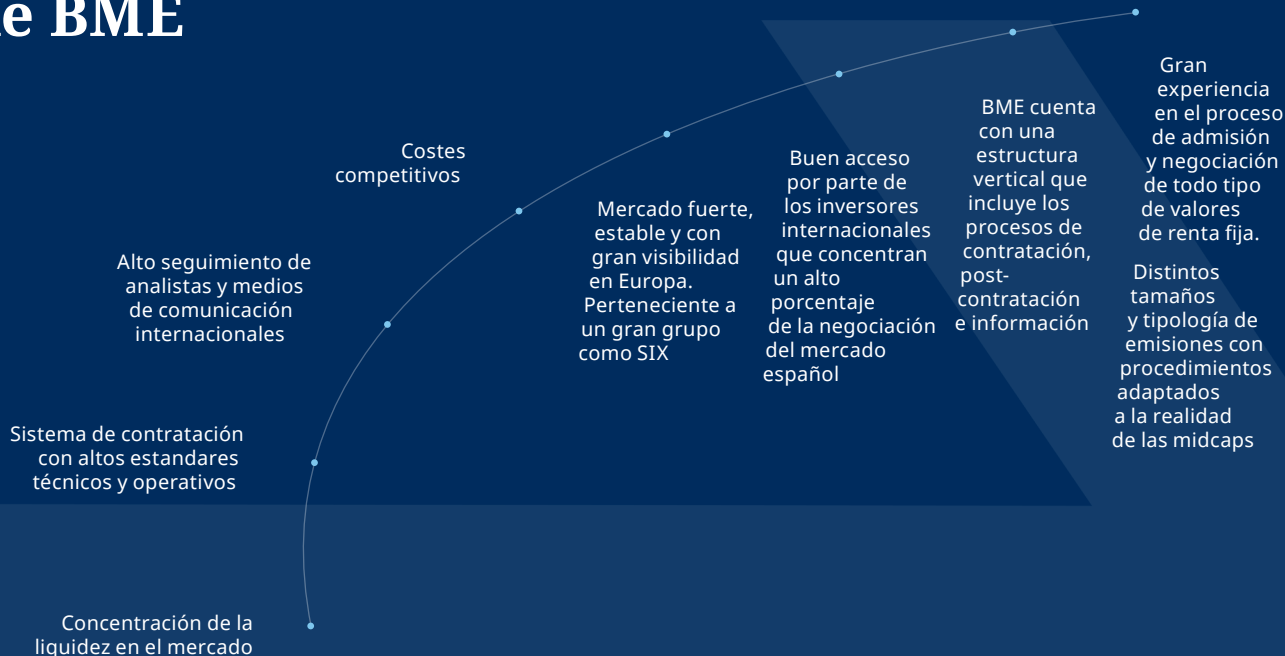 e BME
Costes
competitivos
Alto seguimiento de
analistas y medios
de comunicación
internacionales
Sistema de contratación
con altos estandares
técnicos y operativos
Concentración de la
liquidez en el mercado
Mercado fuerte,
estable y con
gran visibilidad
en Europa.
Perteneciente a
un gran grupo
como SIX
Buen acceso
por parte de
los inversores
internacionales
que concentran
un alto
porcentaje
de la negociación
del mercado
español
BME cuenta
con una
estructura
vertical que
incluye los
procesos de
contratación,
post-
contratación
e información
Gran
experiencia
en el proceso
de admisión
y negociación
de todo tipo
de valores
de renta fija.
Distintos
tamaños
y tipología de
emisiones con
procedimientos
adaptados
a la realidad
de las midcaps